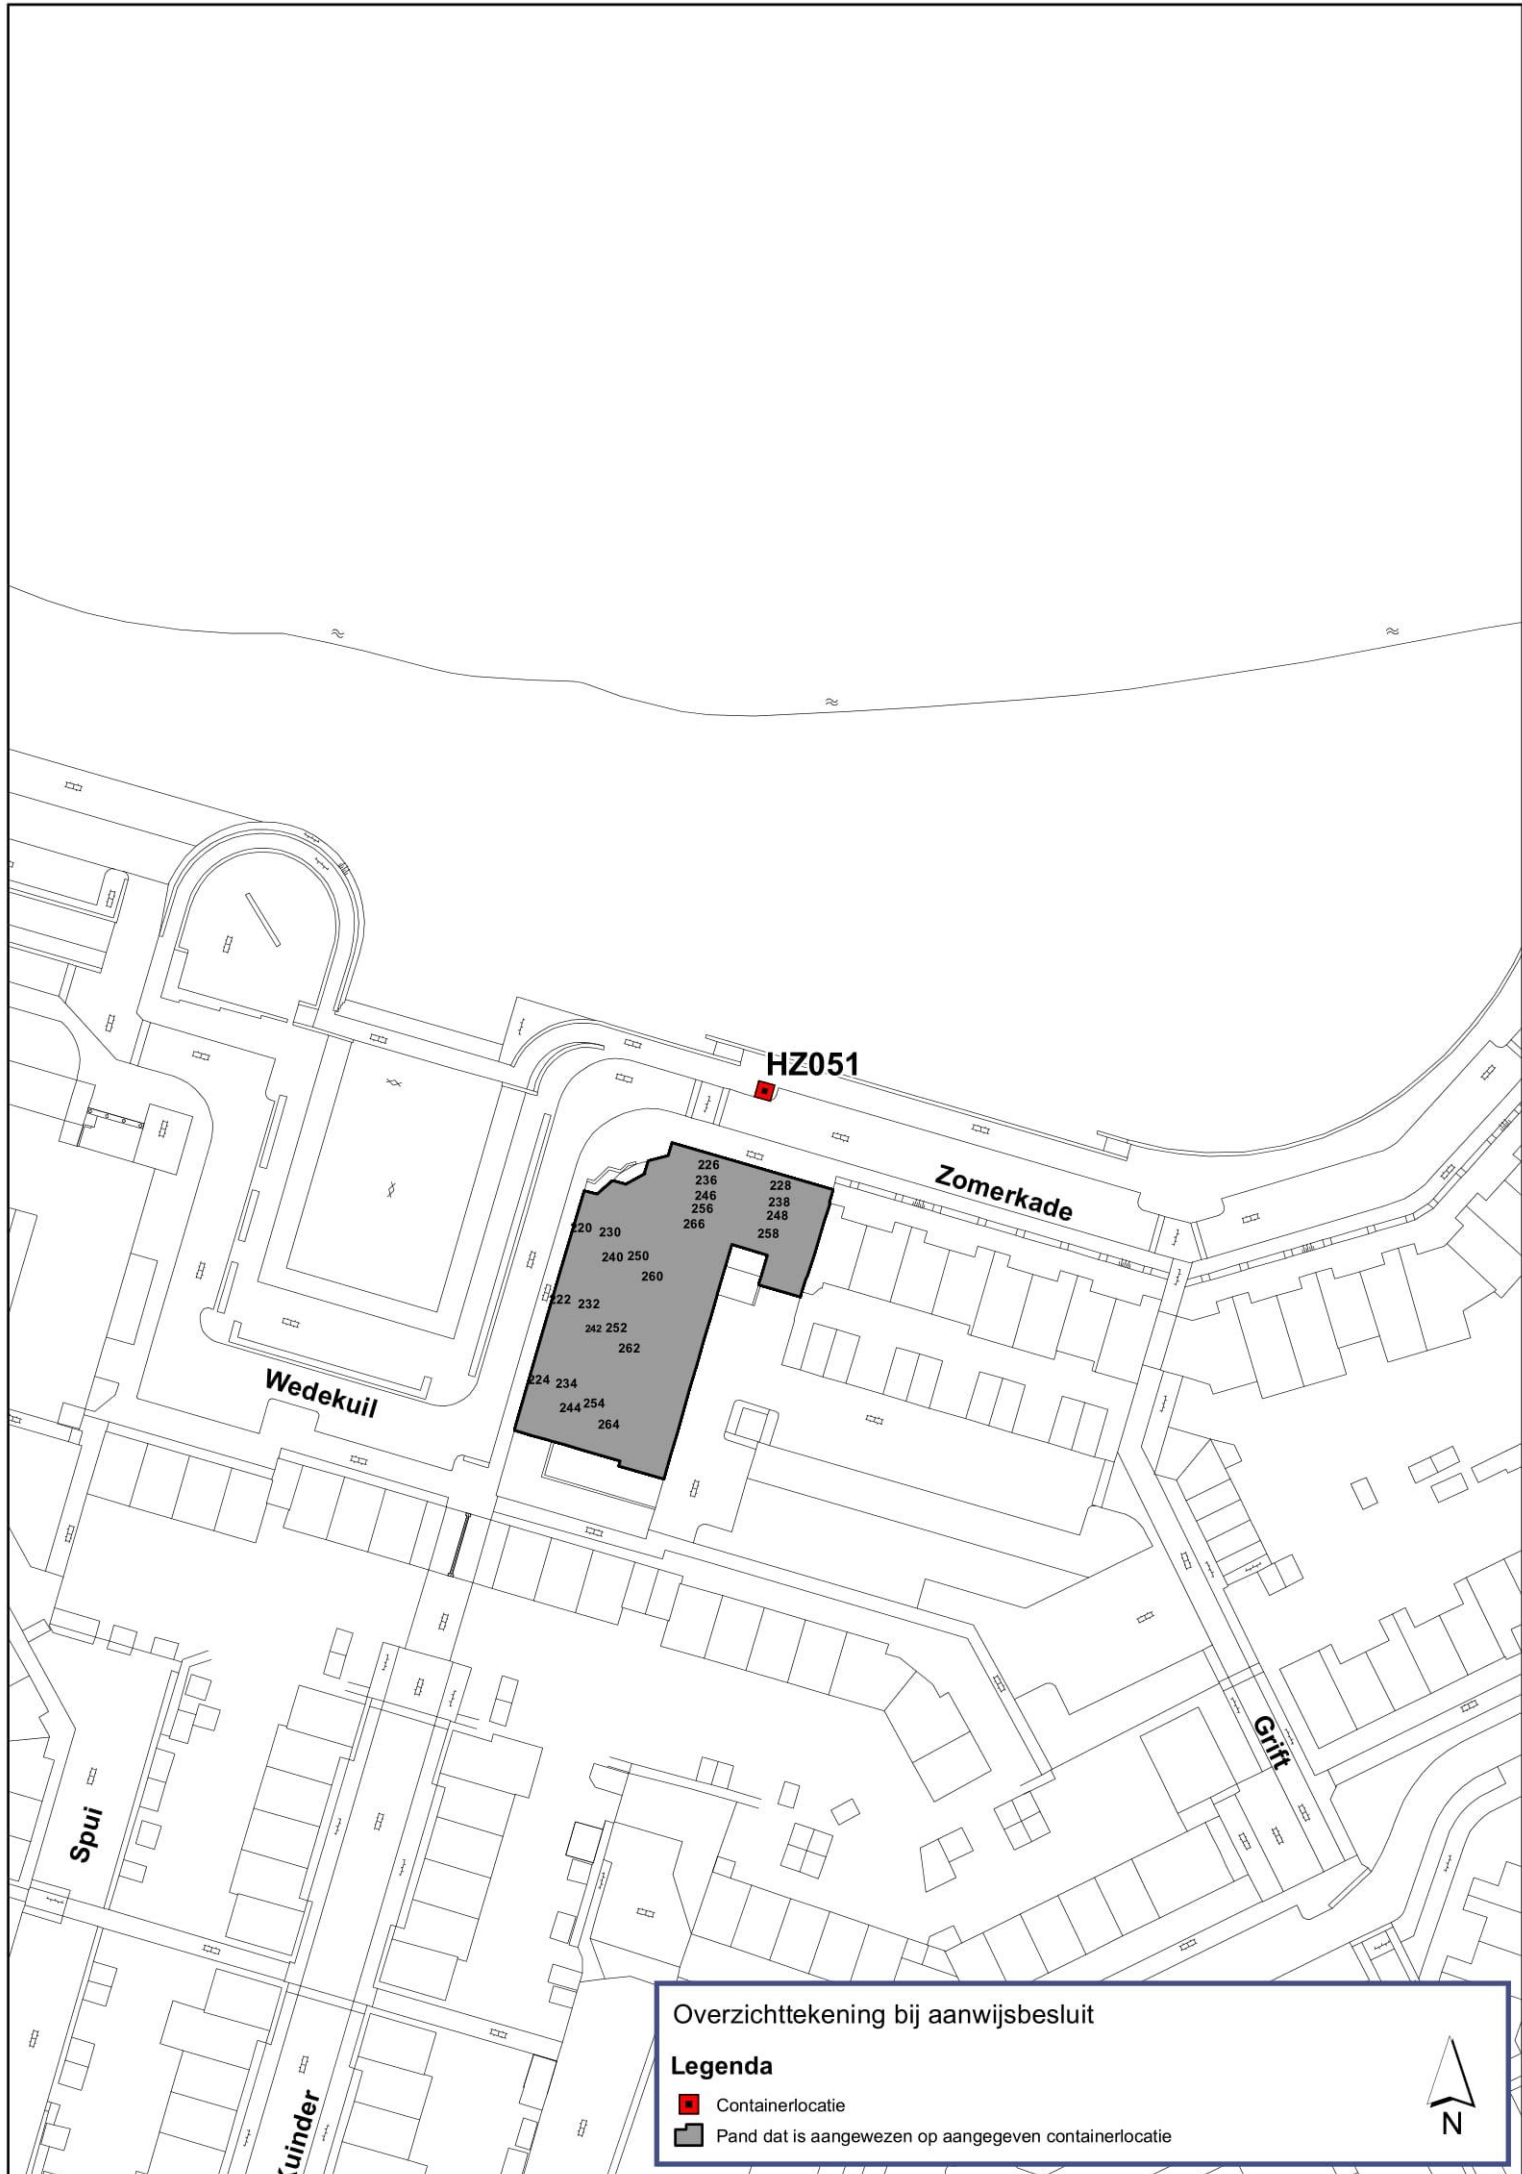 HZ051
Zomerkade
226
236
246
256
266
228
238
248
258
220 230
240 250
260
222 232
242 252
262
224 234
244 254
264
Wedekuil
Grift
Spui
Kuinder
Overzichttekening bij aanwijsbesluit
Legenda
Containerlocatie
Pand dat is aangewezen op aangegeven containerlocatie
N